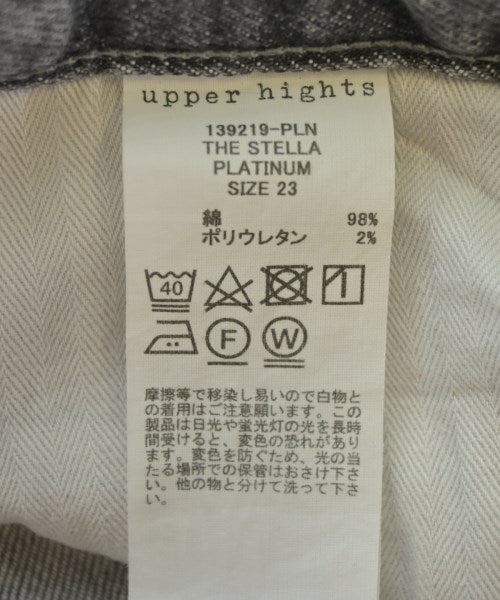 upper hights
139219-PLN
THE STELLA
PLATINUM
SIZE 23
綿 98%
ポリウレタン 2%
40
F W
摩擦等で移染し易いので白物と
の着用はご注意願います。この
製品は日光や蛍光灯の光を長時
間受けると、変色の恐れがあり
ます。変色を防ぐため、光の当
たる場所での保管はおさけ下さ
い。他の物と分けて洗って下さ
い。